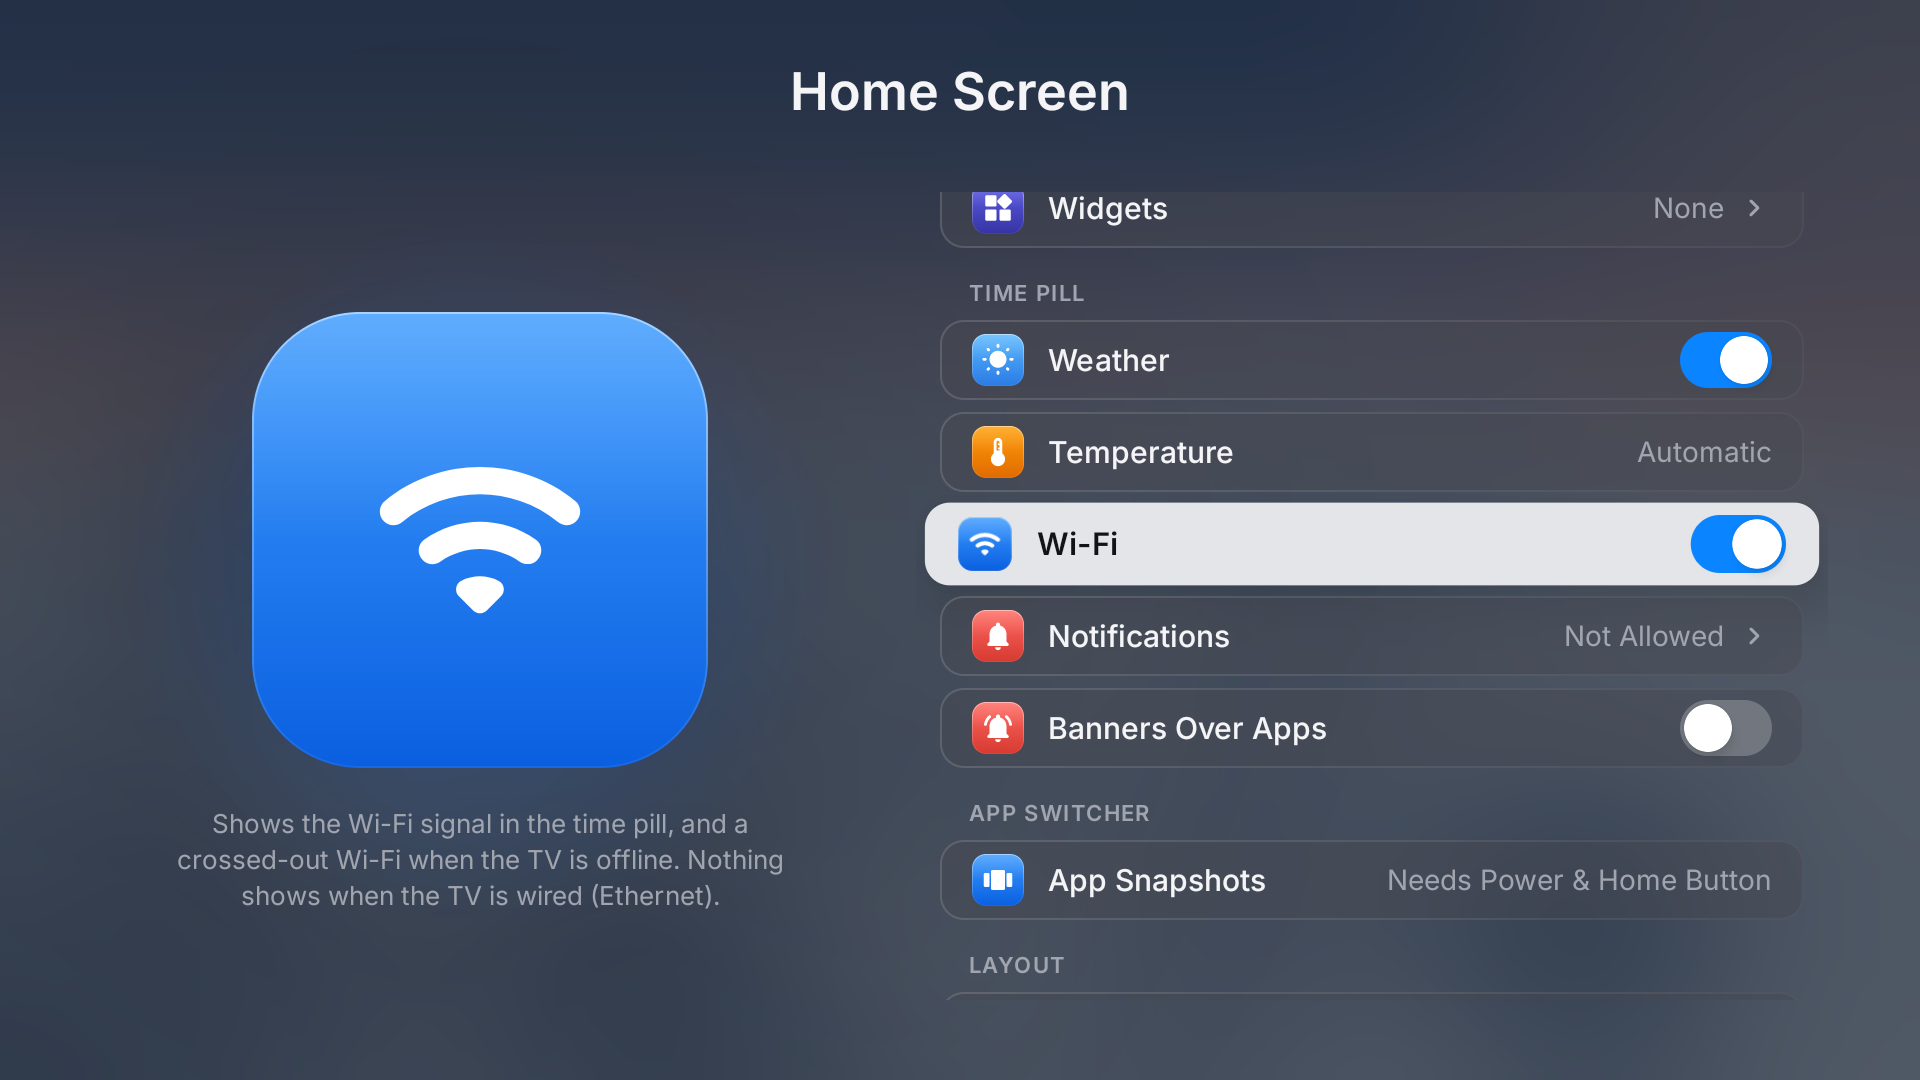 Home Screen
Widgets
None
TIME PILL
Weather
Temperature
Automatic
Wi-Fi
Notifications
Not Allowed
Banners Over Apps
APP SWITCHER
App Snapshots
Needs Power & Home Button
LAYOUT
Shows the Wi-Fi signal in the time pill, and a
crossed-out Wi-Fi when the TV is offline. Nothing
shows when the TV is wired (Ethernet).